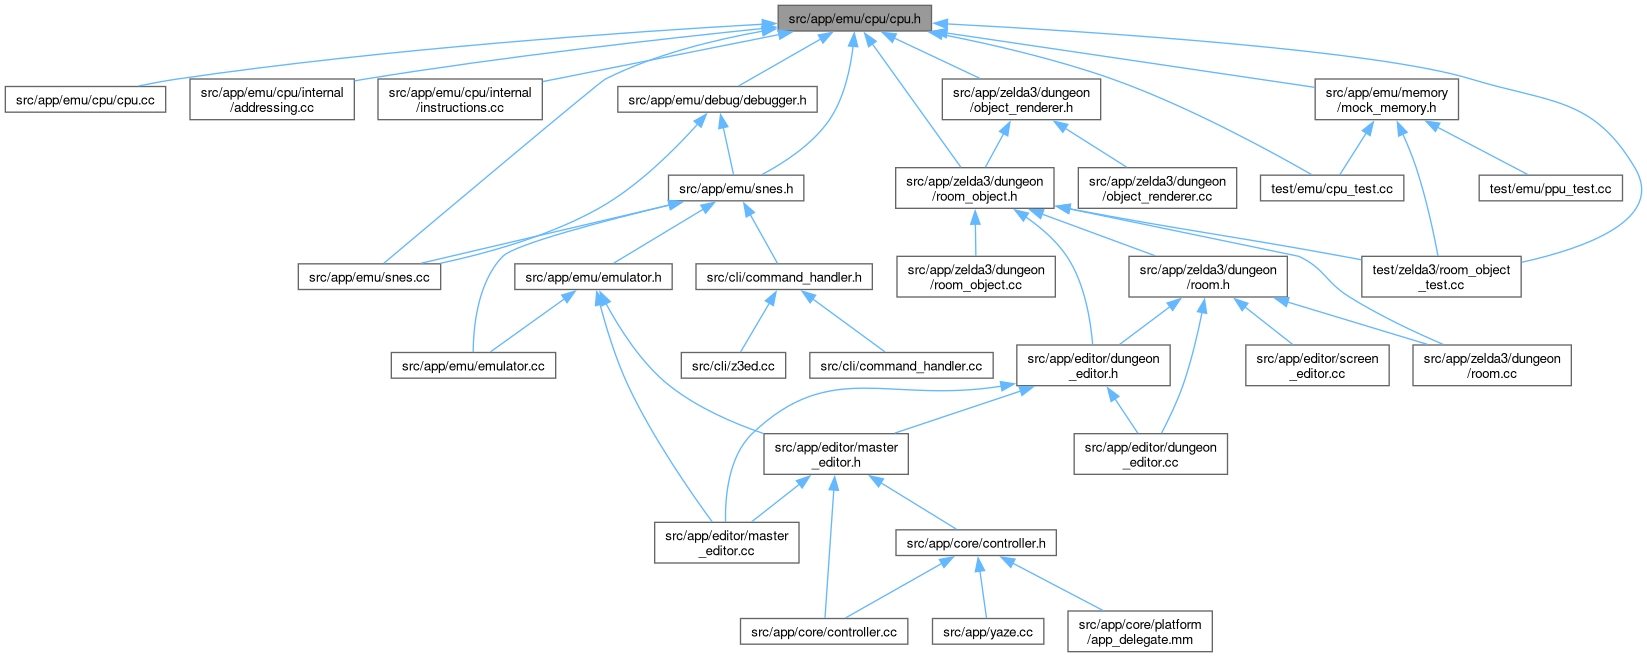 src/app/emu/cpu/cpu.h
src/app/emu/cpu/cpu.cc
src/app/emu/cpu/internal
/addressing.cc
src/app/emu/cpu/internal
/instructions.cc
src/app/emu/debug/debugger.h
src/app/zelda3/dungeon
/object_renderer.h
src/app/emu/memory
/mock_memory.h
src/app/emu/snes.h
src/app/zelda3/dungeon
/room_object.h
src/app/zelda3/dungeon
/object_renderer.cc
test/emu/cpu_test.cc
test/emu/ppu_test.cc
src/app/emu/snes.cc
src/app/emu/emulator.h
src/cli/command_handler.h
src/app/zelda3/dungeon
/room_object.cc
src/app/zelda3/dungeon
/room.h
test/zelda3/room_object
_test.cc
src/app/emu/emulator.cc
src/cli/z3ed.cc
src/cli/command_handler.cc
src/app/editor/dungeon
_editor.h
src/app/editor/screen
_editor.cc
src/app/zelda3/dungeon
/room.cc
src/app/editor/master
_editor.h
src/app/editor/dungeon
_editor.cc
src/app/editor/master
_editor.cc
src/app/core/controller.h
src/app/core/controller.cc
src/app/yaze.cc
src/app/core/platform
/app_delegate.mm